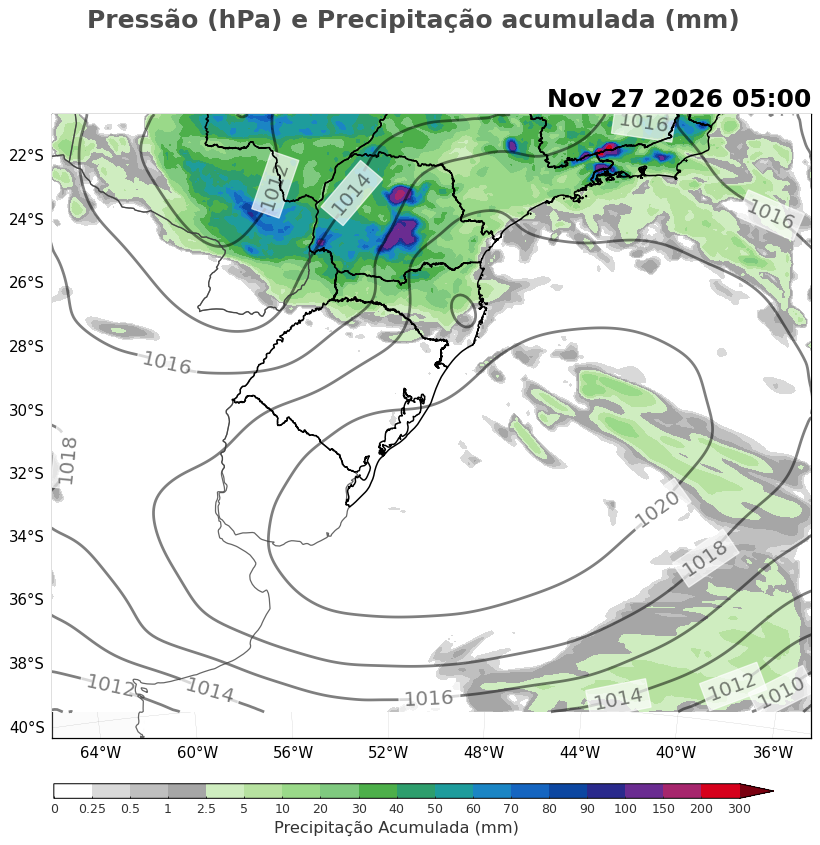 Pressão (hPa) e Precipitação acumulada (mm)
Nov 27 2026 05:00
1016
22°S
1012
1014
24°S
1016
26°S
28°S
1016
30°S
1018
32°S
1020
34°S
1018
36°S
38°S
1012
1014
1016
1014
1012
1010
40°S
64°W 60°W 56°W 52°W 48°W 44°W 40°W 36°W
0 0.25 0.5 1 2.5 5 10 20 30 40 50 60 70 80 90 100 150 200 300
Precipitação Acumulada (mm)